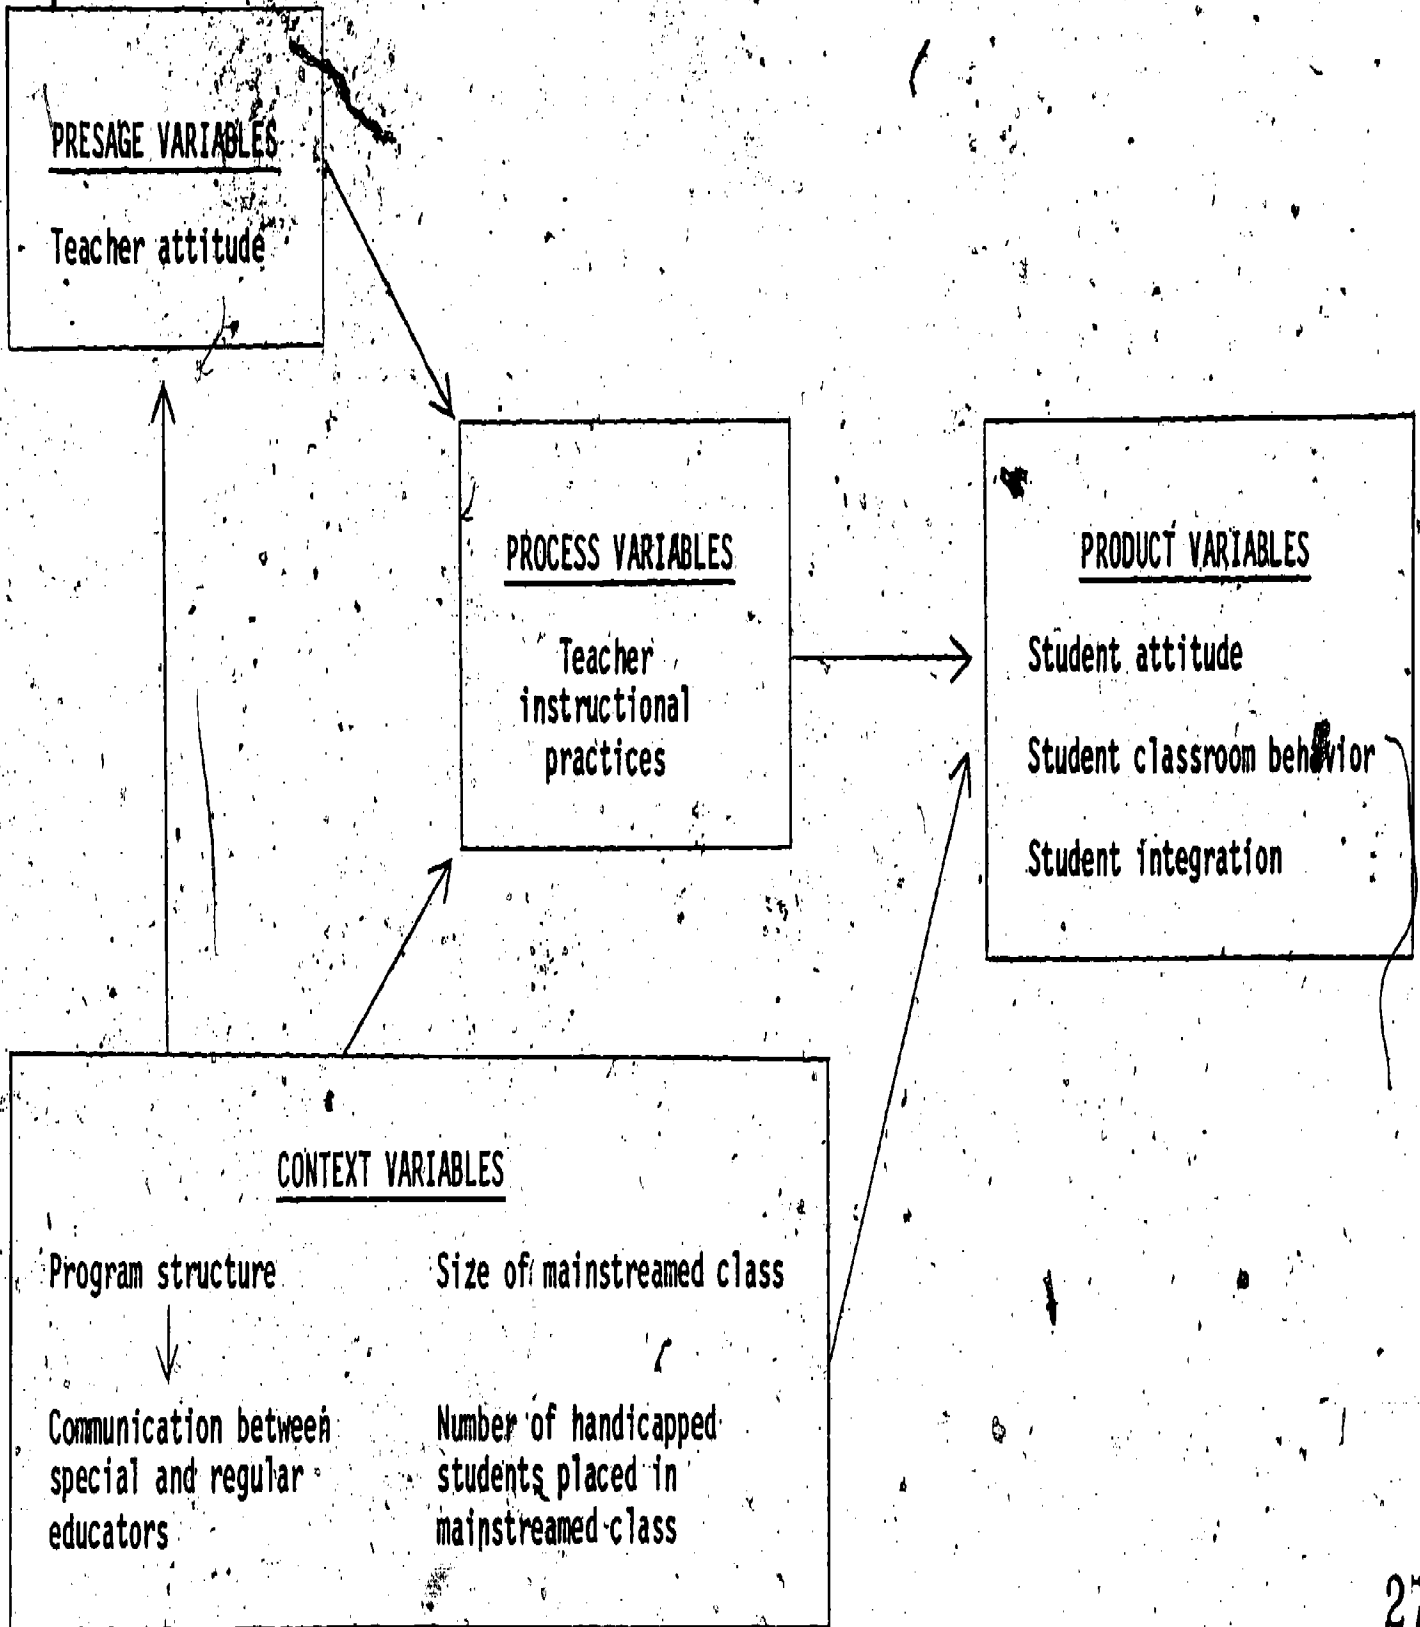 PRESAGE VARIABLES
Teacher attitude
PROCESS VARIABLES
Teacher
instructional
practices
PRODUCT VARIABLES
Student attitude
Student classroom behavior
Student integration
CONTEXT VARIABLES
Program structure
Size of mainstreamed class
Communication between
special and regular
educators
Number of handicapped
students placed in
mainstreamed class
27